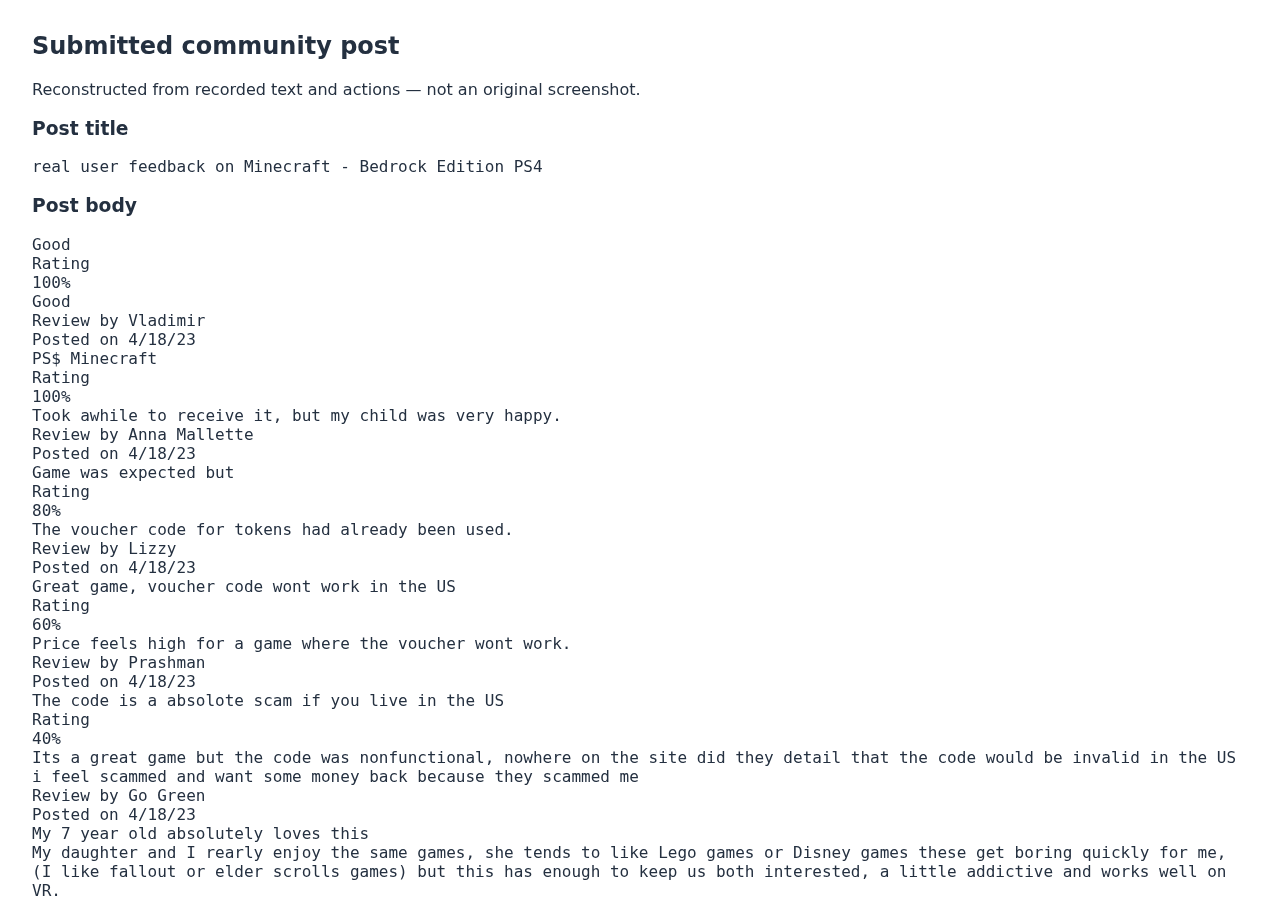 Submitted community post
Reconstructed from recorded text and actions — not an original screenshot.
Post title
real user feedback on Minecraft - Bedrock Edition PS4
Post body
Good
Rating
100%
Good
Review by Vladimir
Posted on 4/18/23
PS$ Minecraft
Rating
100%
Took awhile to receive it, but my child was very happy.
Review by Anna Mallette
Posted on 4/18/23
Game was expected but
Rating
80%
The voucher code for tokens had already been used.
Review by Lizzy
Posted on 4/18/23
Great game, voucher code wont work in the US
Rating
60%
Price feels high for a game where the voucher wont work.
Review by Prashman
Posted on 4/18/23
The code is a absolote scam if you live in the US
Rating
40%
Its a great game but the code was nonfunctional, nowhere on the site did they detail that the code would be invalid in the US
i feel scammed and want some money back because they scammed me
Review by Go Green
Posted on 4/18/23
My 7 year old absolutely loves this
My daughter and I rearly enjoy the same games, she tends to like Lego games or Disney games these get boring quickly for me,
(I like fallout or elder scrolls games) but this has enough to keep us both interested, a little addictive and works well on
VR.